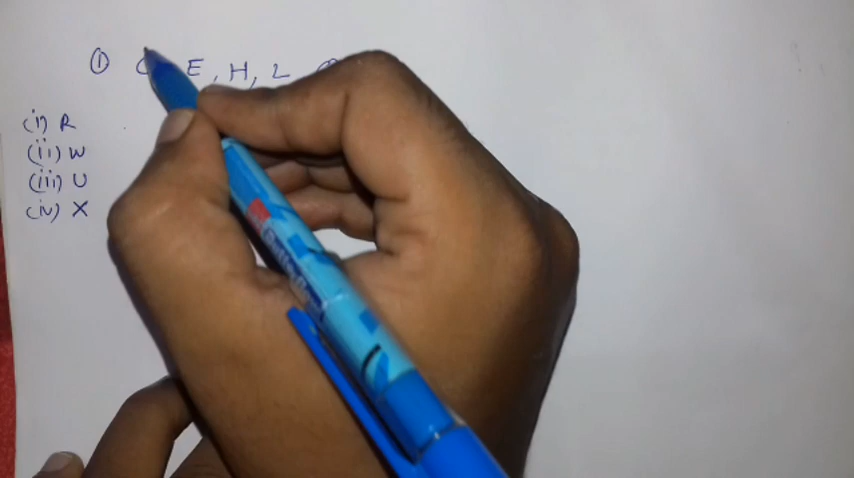 ① C E, H, L
(i) R
(ii) W
(iii) U
(iv) X